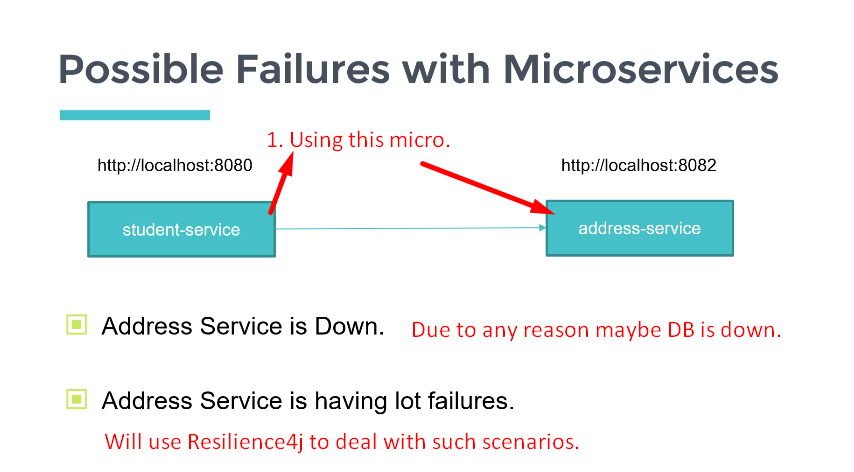 Possible Failures with Microservices
1. Using this micro.
http://localhost:8080
http://localhost:8082
student-service
address-service
Address Service is Down.
Due to any reason maybe DB is down.
Address Service is having lot failures.
Will use Resilience4j to deal with such scenarios.